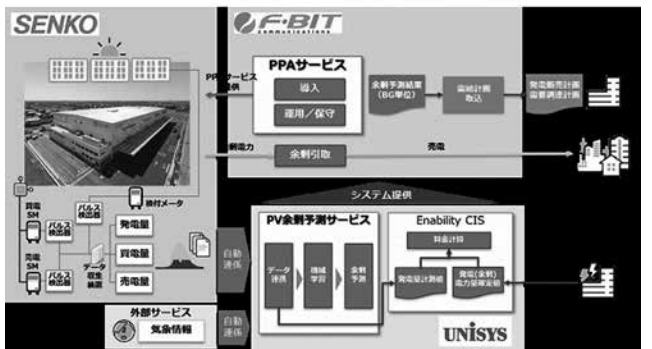 SENKO
F-BIT
communications
PPAサービス
導入
運用/保守
余剰予測結果
(BG単位)
需給計画
取込
発電販売計画
需要調達計画
PPAサービス
提供
余剰電力
余剰引取
売電
システム提供
検付メータ
買電
SM
パルス
検出器
パルス
検出器
売電
SM
パルス
検出器
データ
収集
装置
発電量
買電量
売電量
自動
連係
PV余剰予測サービス
データ
連携
機械
学習
余剰
予測
Enability CIS
料金計算
発電量計測値
発電(余剰)
電力量確定値
外部サービス
気象情報
自動
連係
UNISYS